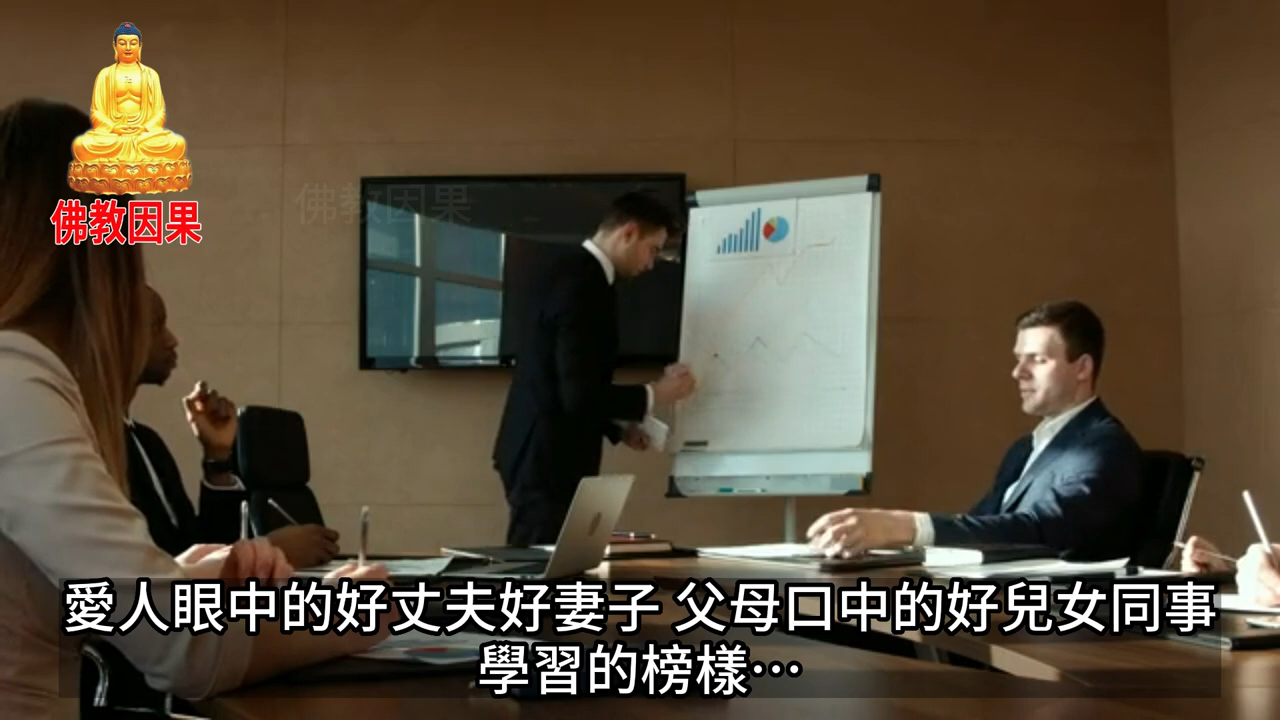 佛教因果
佛教因果
愛人眼中的好丈夫好妻子 父母口中的好兒女同事
學習的榜樣…